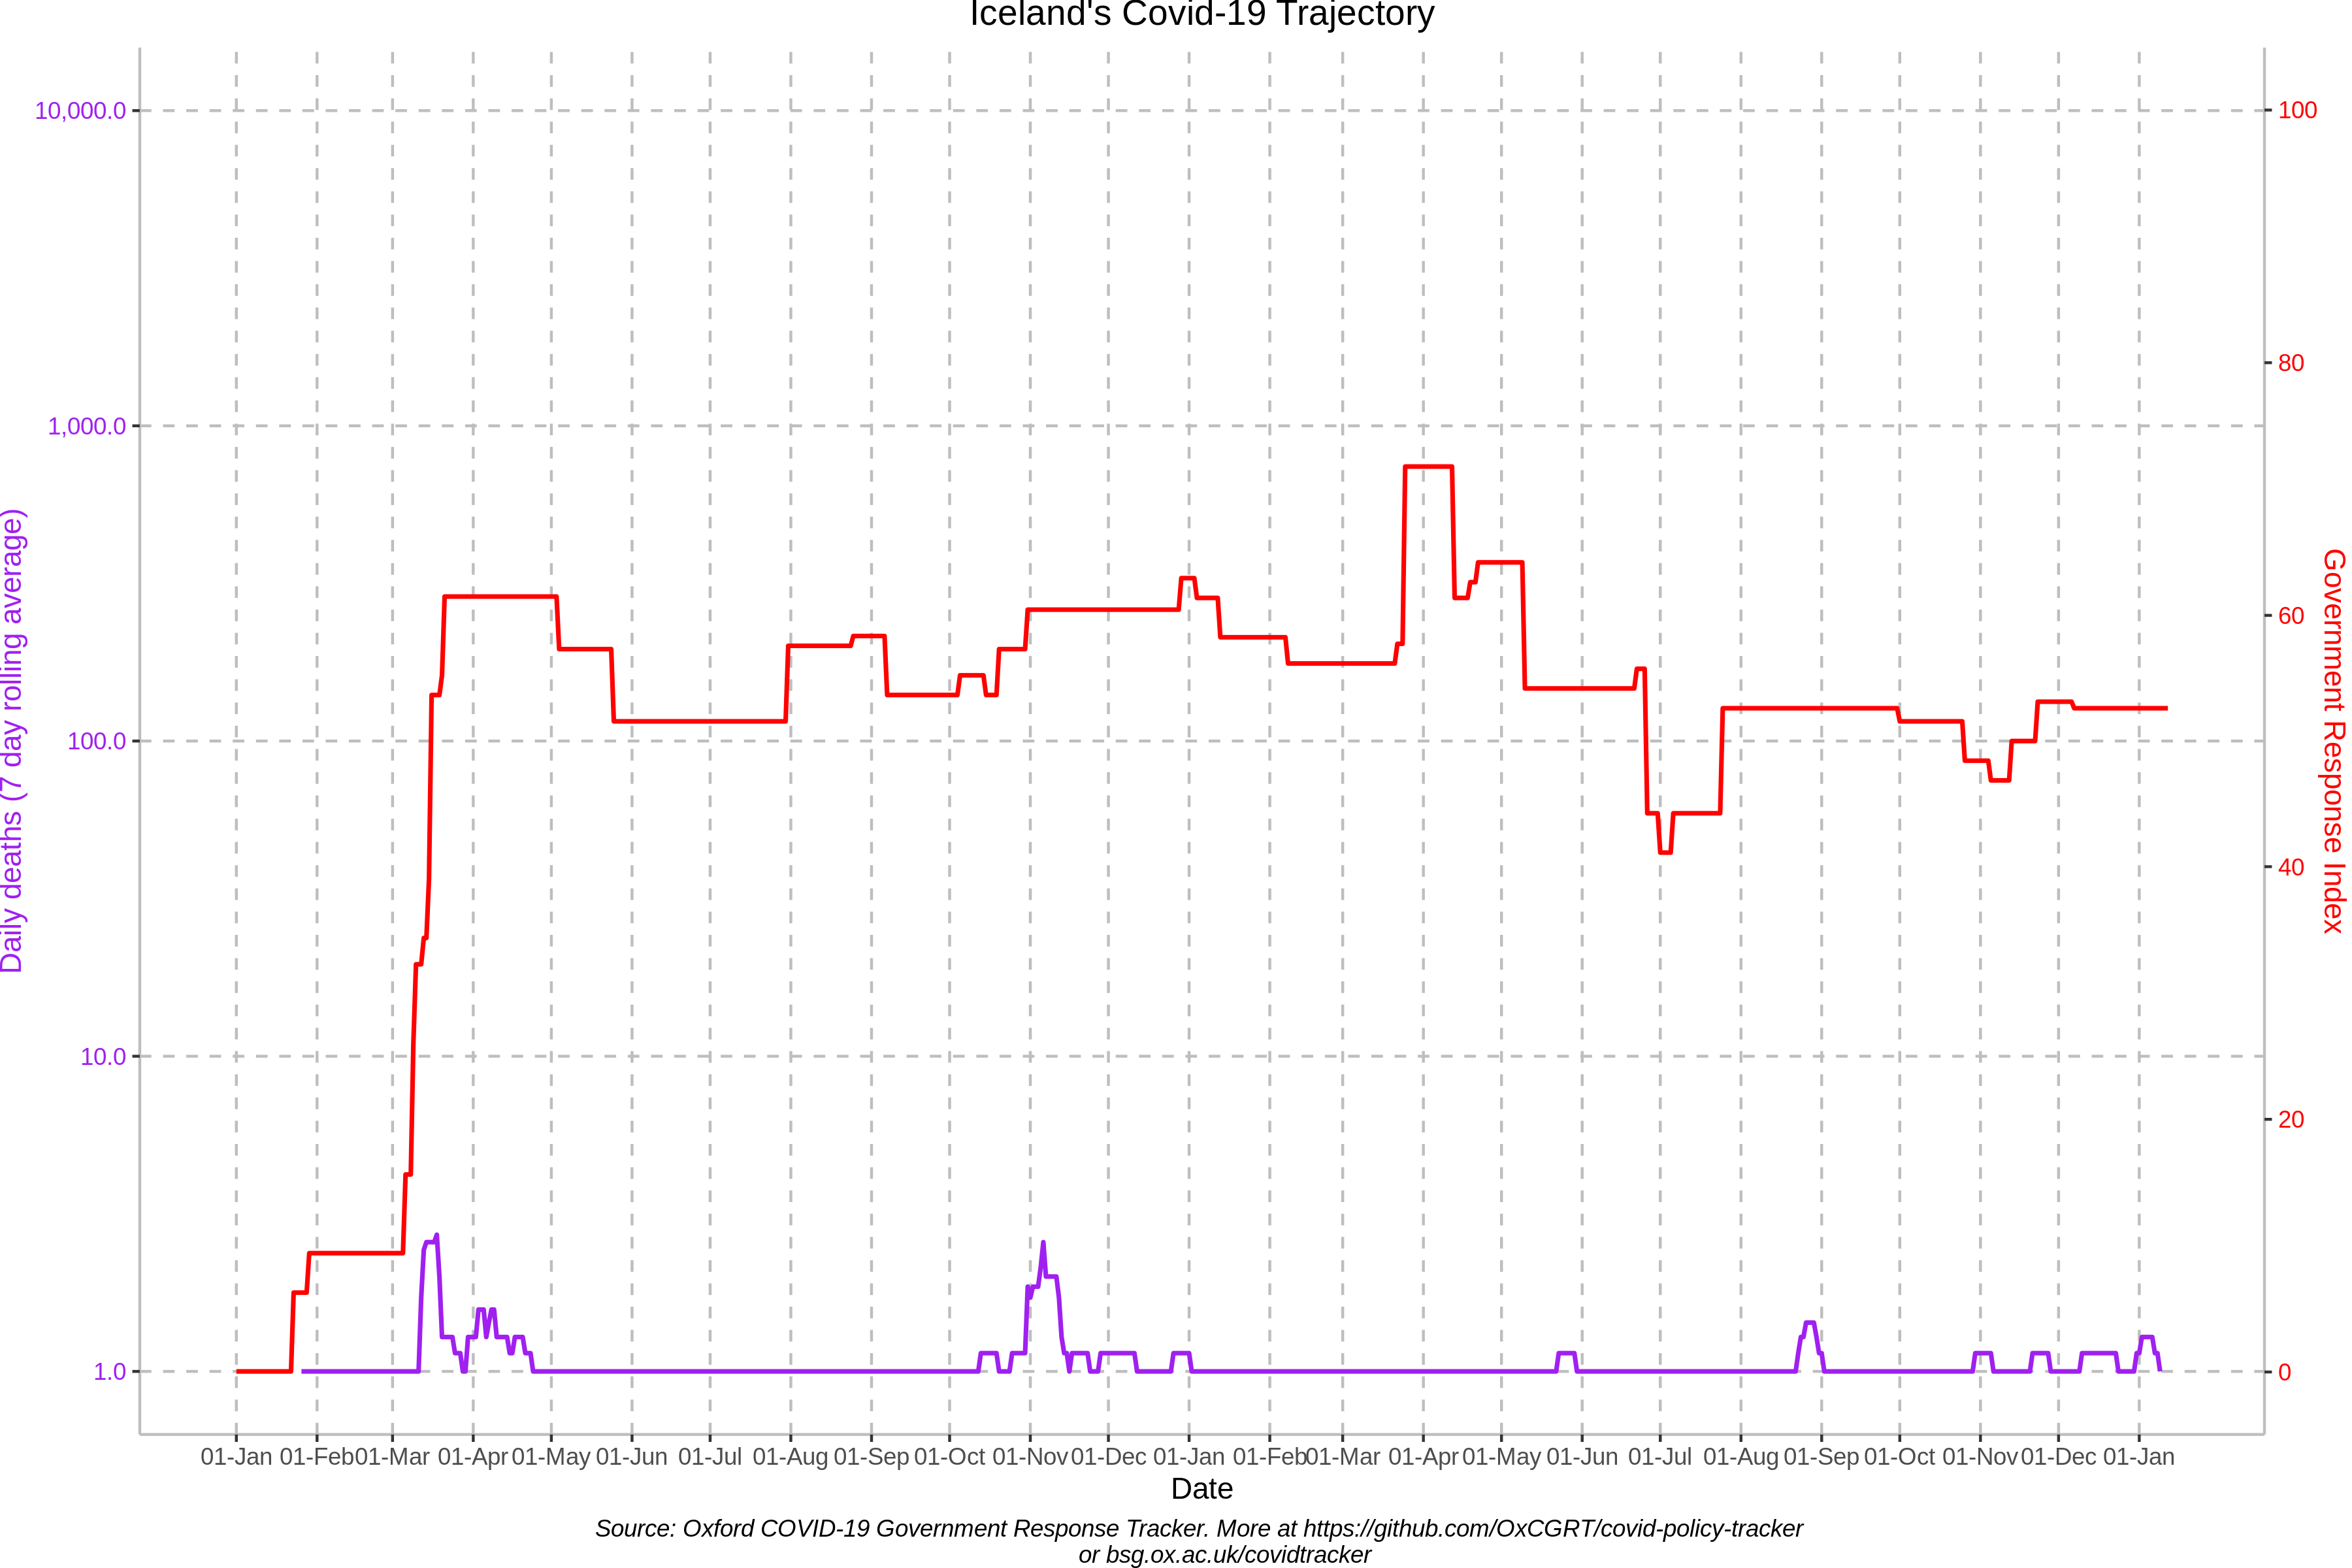 Iceland's Covid-19 Trajectory
10,000.0
1,000.0
100.0
10.0
1.0
Daily deaths (7 day rolling average)
100
80
60
40
20
0
Government Response Index
01-Jan 01-Feb 01-Mar 01-Apr 01-May 01-Jun 01-Jul 01-Aug 01-Sep 01-Oct 01-Nov 01-Dec 01-Jan 01-Feb 01-Mar 01-Apr 01-May 01-Jun 01-Jul 01-Aug 01-Sep 01-Oct 01-Nov 01-Dec 01-Jan
Date
Source: Oxford COVID-19 Government Response Tracker. More at https://github.com/OxCGRT/covid-policy-tracker
or bsg.ox.ac.uk/covidtracker